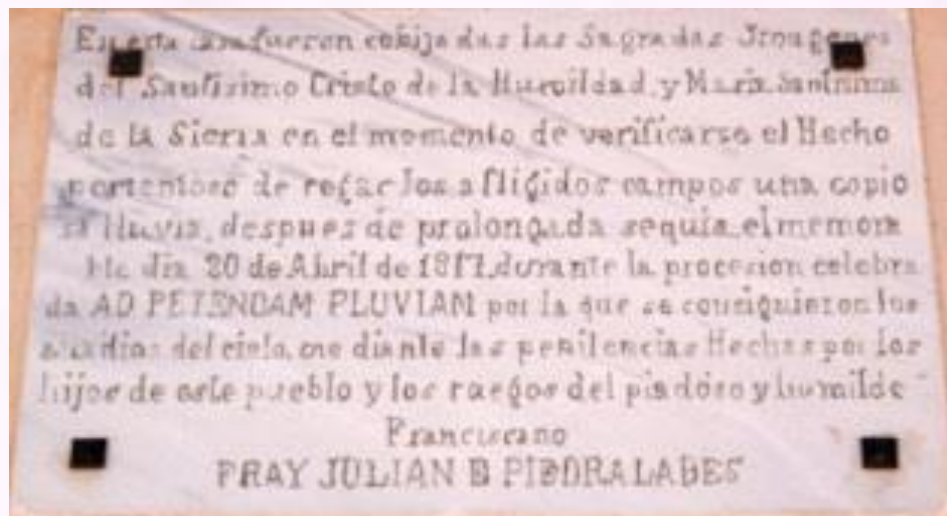 En esta casa fueron cobijadas las Sagradas Imagenes
del Santisimo Cristo de la Humildad, y Maria Santisima
de la Sierra en el momento de verificarse el Hecho
portentoso de regar los afligidos campos una copio
sa lluvia, despues de prolongada sequia, el memora
ble dia 20 de Abril de 1817, durante la procesion celebra
da AD PETENDAM PLUVIAM por la que se consiguieron los
auxilios del cielo, mediante las penitencias Hechas por los
hijos de este pueblo y los ruegos del piadoso y humilde
Franciscano
FRAY JULIAN B PIEDRALABES